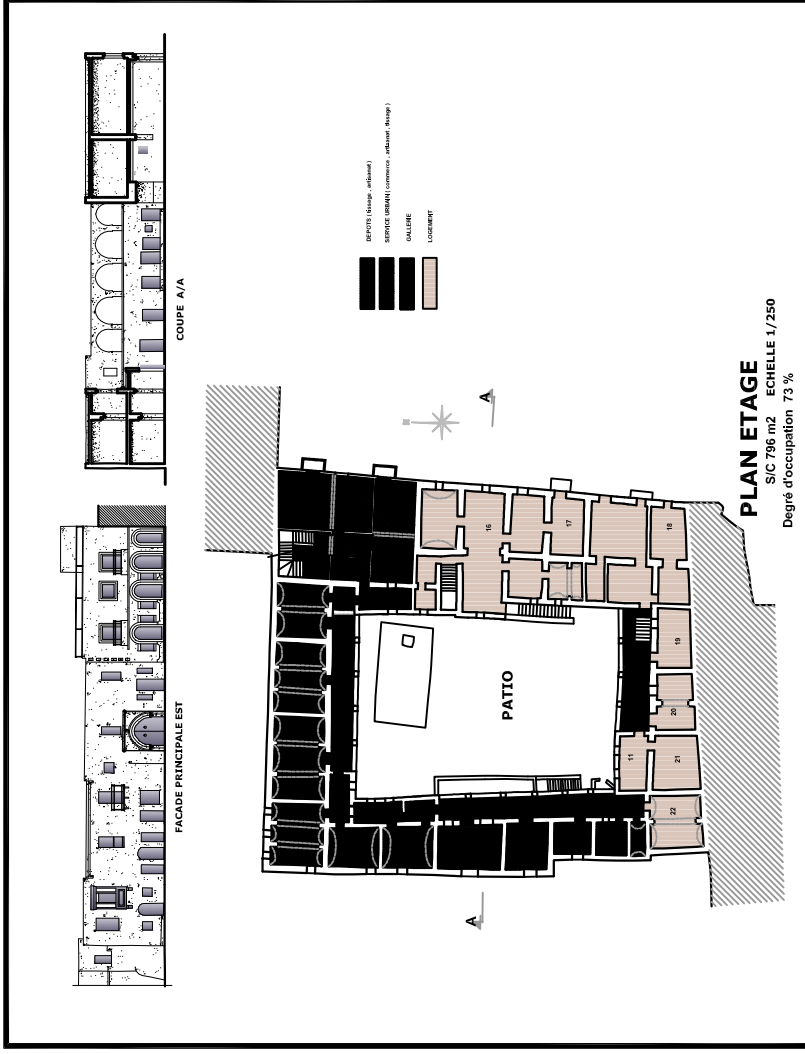 COUPE A/A
FACADE PRINCIPALE EST
DEPOTS ( tissage , artisanat )
SERVICE URBAIN ( commerce , artisanat , tissage )
GALLERIE
LOGEMENT
A
A
PATIO
16
17
18
19
20
11
21
22
PLAN ETAGE
S/C 796 m2 ECHELLE 1/250
Degré d'occupation 73 %